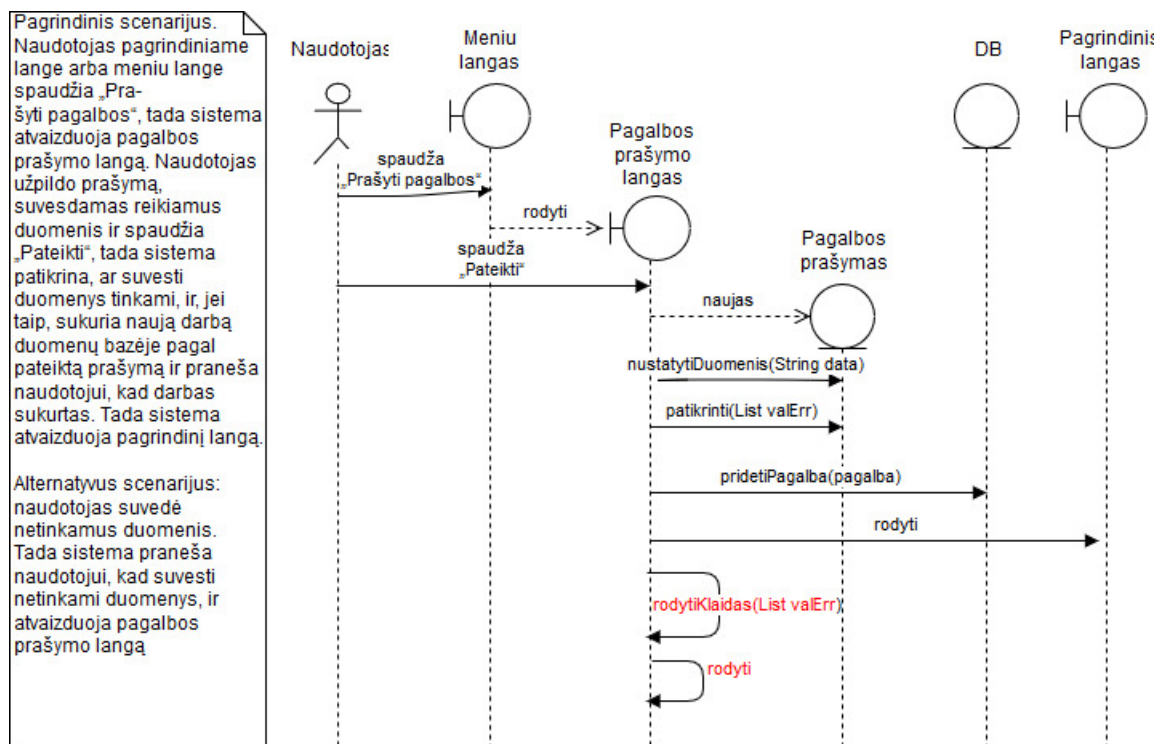 Pagrindinis scenarijus.
Naudotojas pagrindiniame
lange arba meniu lange
spaudžia „Pra-
šyti pagalbos“, tada sistema
atvaizduoja pagalbos
prašymo langą. Naudotojas
užpildo prašymą,
suvesdamas reikiamus
duomenis ir spaudžia
„Pateikti“, tada sistema
patikrina, ar suvesti
duomenys tinkami, ir, jei
taip, sukuria naują darbą
duomenų bazėje pagal
pateiktą prašymą ir praneša
naudotojui, kad darbas
sukurtas. Tada sistema
atvaizduoja pagrindinį langą.
Alternatyvus scenarijus:
naudotojas suvedė
netinkamus duomenis.
Tada sistema praneša
naudotojui, kad suvesti
netinkami duomenys, ir
atvaizduoja pagalbos
prašymo langą
Naudotojas
Meniu
langas
DB
Pagrindinis
langas
Pagalbos
prašymo
langas
spaudža
„Prašyti pagalbos“
rodyti
Pagalbos
prašymas
spaudža
„Pateikti“
naujas
nustatytiDuomenis(String data)
patikrinti(List valErr)
pridetiPagalba(pagalba)
rodyti
rodytiKlaidas(List valErr)
rodyti